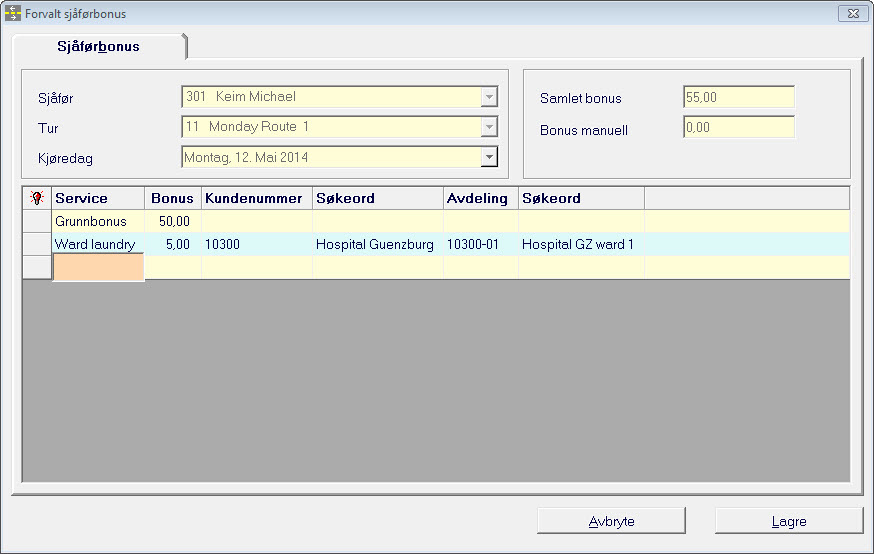 Forvalt sjåførbonus
Sjåførbonus
Sjåfør 301 Keim Michael
Tur 11 Monday Route 1
Kjøredag Montag, 12. Mai 2014
Samlet bonus 55,00
Bonus manuell 0,00
Service Bonus Kundenummer Søkeord Avdeling Søkeord
Grunnbonus 50,00
Ward laundry 5,00 10300 Hospital Guenzburg 10300-01 Hospital GZ ward 1
Avbryte Lagre